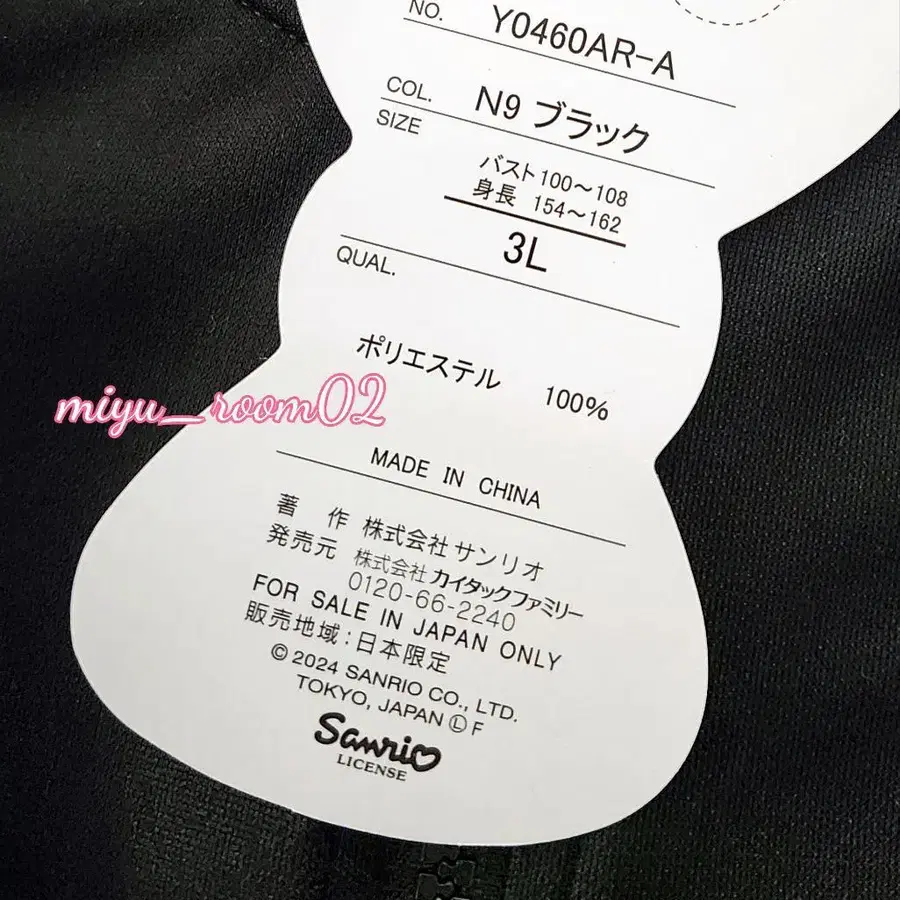 NO. Y0460AR-A
COL. N9 ブラック
SIZE
バスト 100～108
身長 154～162
3L
QUAL.
ポリエステル 100%
miyu_room02
MADE IN CHINA
著 作 株式会社 サンリオ
発売元 株式会社 カイタックファミリー
0120-66-2240
FOR SALE IN JAPAN ONLY
販売地域:日本限定
© 2024 SANRIO CO., LTD.
TOKYO, JAPAN Ⓛ F
Sanrio
LICENSE